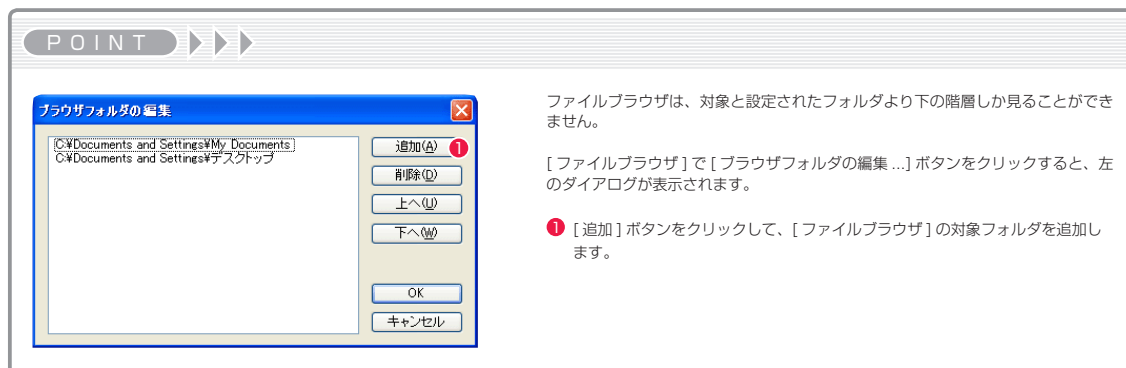 POINT
ブラウザフォルダの編集
C:¥Documents and Settings¥My Documents
C:¥Documents and Settings¥デスクトップ
追加(A)
1
削除(D)
上へ(U)
下へ(W)
OK
キャンセル
ファイルブラウザは、対象と設定されたフォルダより下の階層しか見ることができ
ません。
[ ファイルブラウザ ] で [ ブラウザフォルダの編集 ...] ボタンをクリックすると、左
のダイアログが表示されます。
1 [ 追加 ] ボタンをクリックして、[ ファイルブラウザ ] の対象フォルダを追加し
ます。